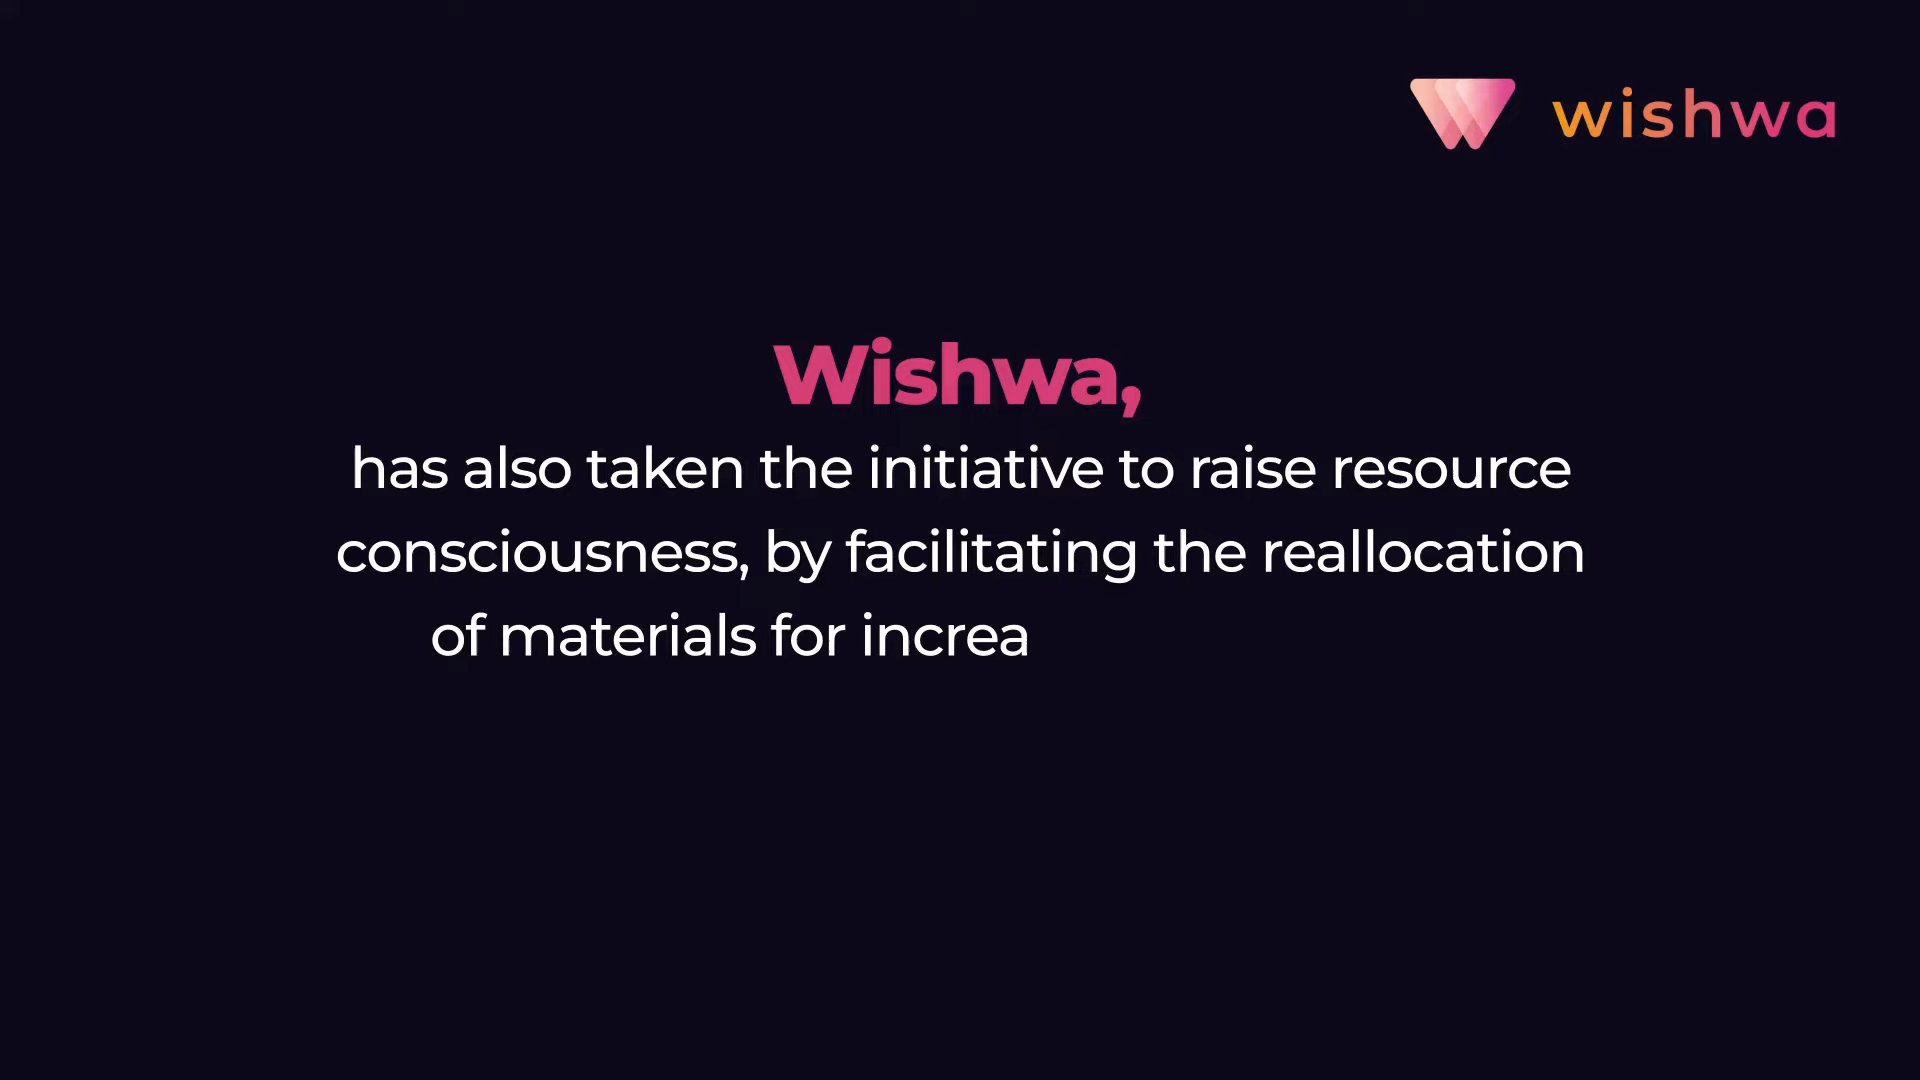 wishwa
Wishwa,
has also taken the initiative to raise resource
consciousness, by facilitating the reallocation
of materials for increa